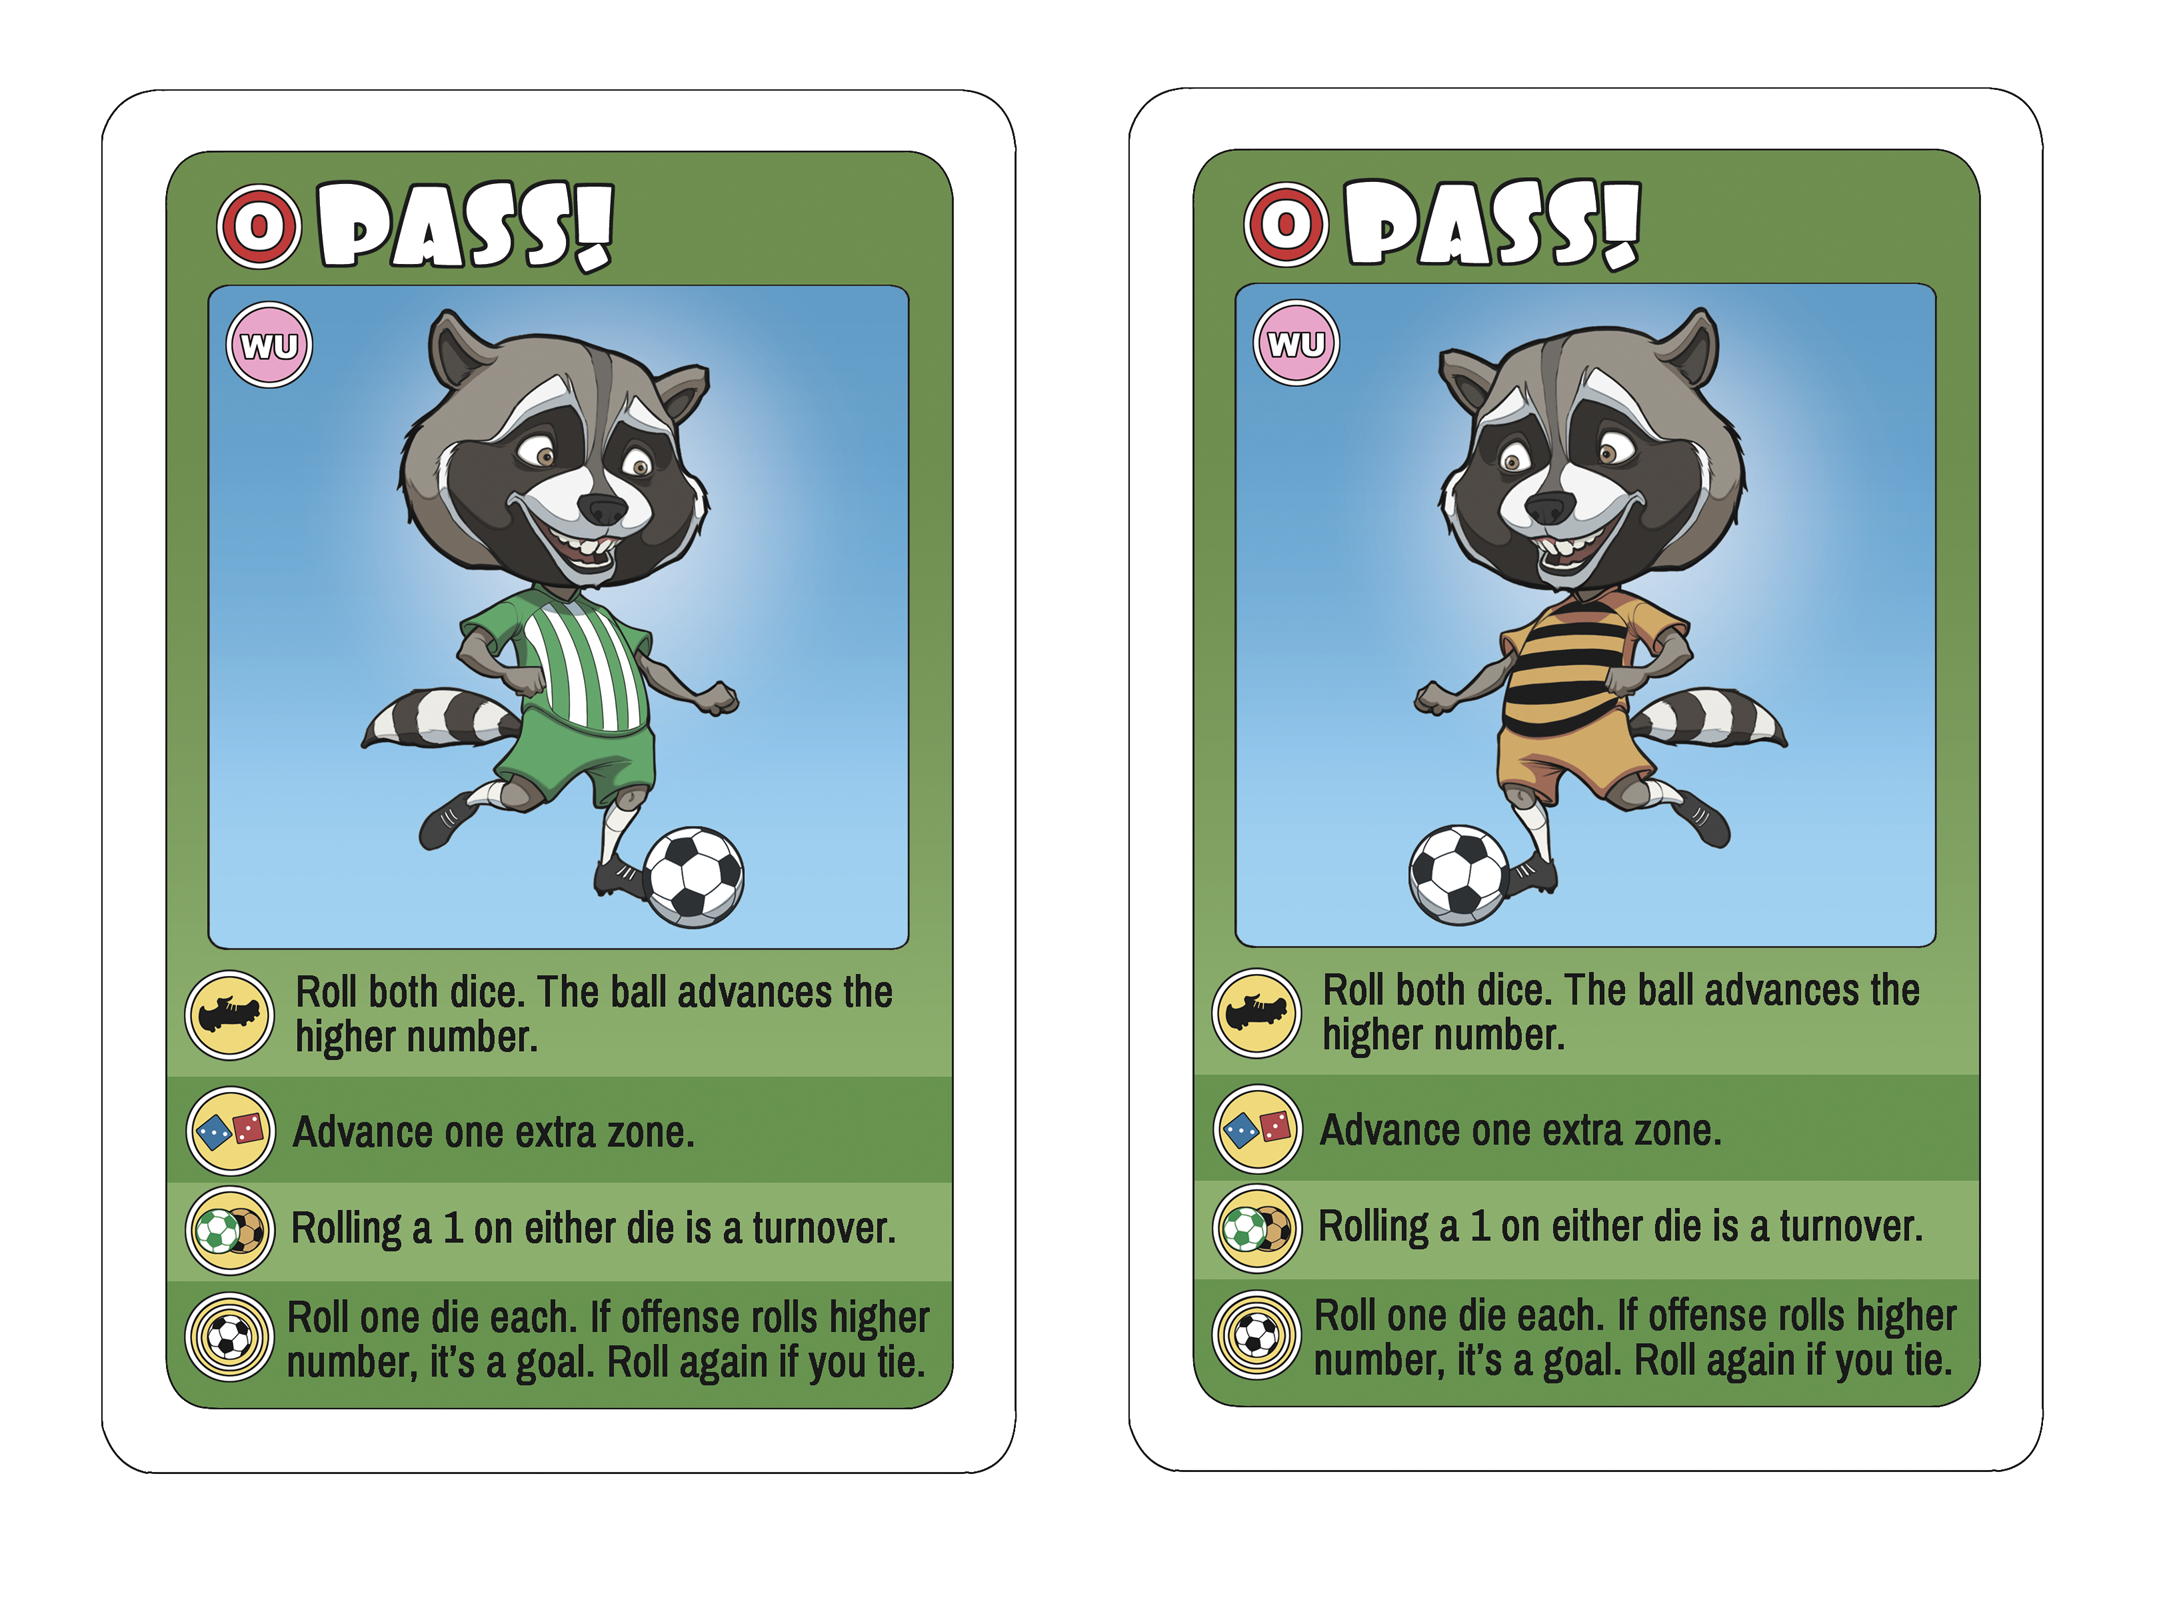 O PASS!
WU
Roll both dice. The ball advances the
higher number.
Advance one extra zone.
Rolling a 1 on either die is a turnover.
Roll one die each. If offense rolls higher
number, it's a goal. Roll again if you tie.
O PASS!
WU
Roll both dice. The ball advances the
higher number.
Advance one extra zone.
Rolling a 1 on either die is a turnover.
Roll one die each. If offense rolls higher
number, it's a goal. Roll again if you tie.